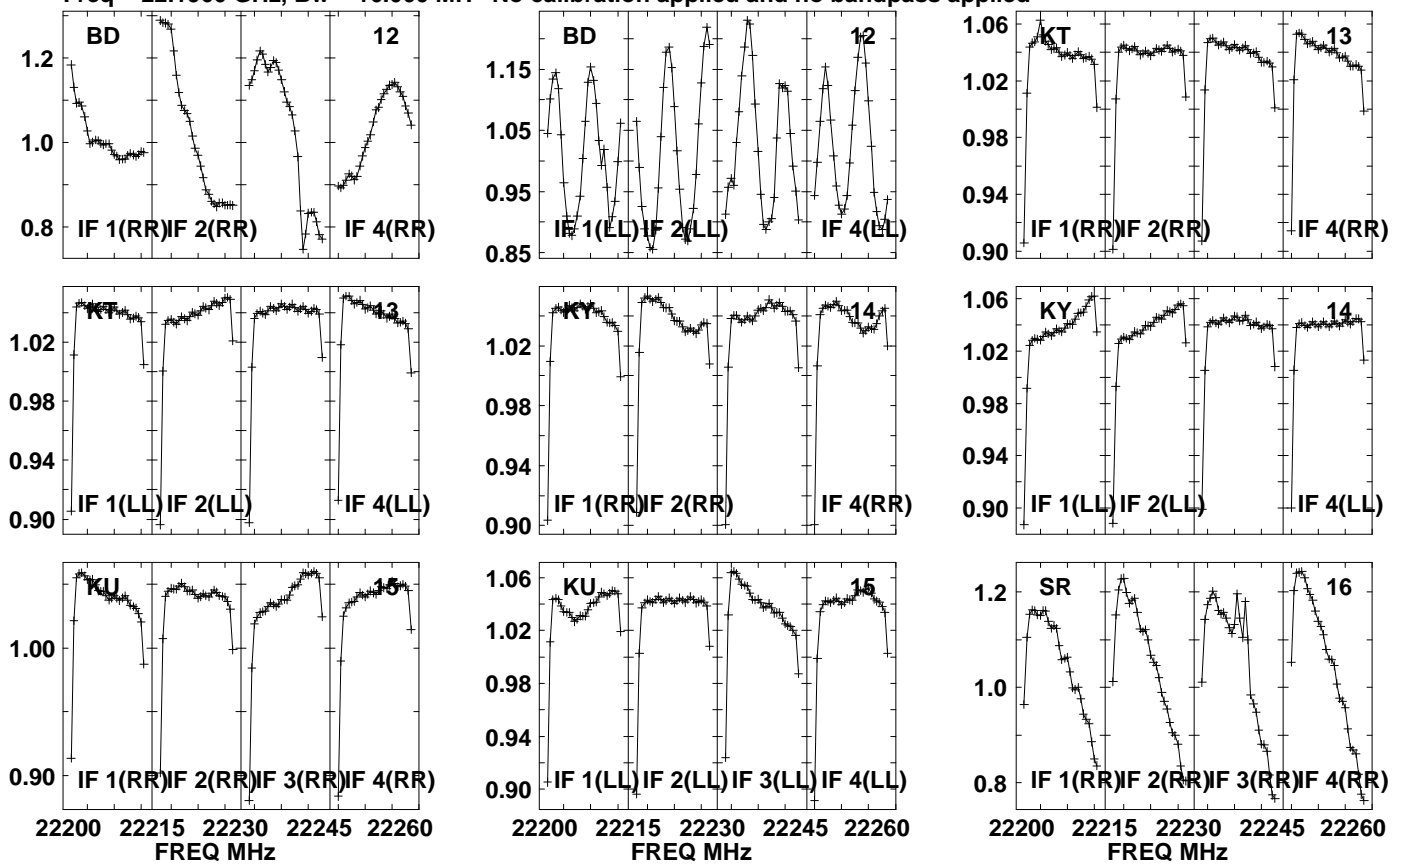 No calibration applied and no bandpass applied
BD 12
1.2
1.0
0.8
IF 1(RR) IF 2(RR) IF 4(RR)
BD 12
1.15
1.05
0.95
0.85
IF 1(LL) IF 2(LL) IF 4(LL)
KT 13
1.06
1.02
0.98
0.94
0.90
IF 1(RR) IF 2(RR) IF 4(RR)
KT 13
1.02
0.98
0.94
0.90
IF 1(LL) IF 2(LL) IF 4(LL)
KY 14
1.02
0.98
0.94
0.90
IF 1(RR) IF 2(RR) IF 4(RR)
KY 14
1.06
1.02
0.98
0.94
0.90
IF 1(LL) IF 2(LL) IF 4(LL)
KU 15
1.00
0.90
IF 1(RR) IF 2(RR) IF 3(RR) IF 4(RR)
22200 22215 22230 22245 22260
FREQ MHz
KU 15
1.06
1.02
0.98
0.94
0.90
IF 1(LL) IF 2(LL) IF 3(LL) IF 4(LL)
22200 22215 22230 22245 22260
FREQ MHz
SR 16
1.2
1.0
0.8
IF 1(RR) IF 2(RR) IF 3(RR) IF 4(RR)
22200 22215 22230 22245 22260
FREQ MHz